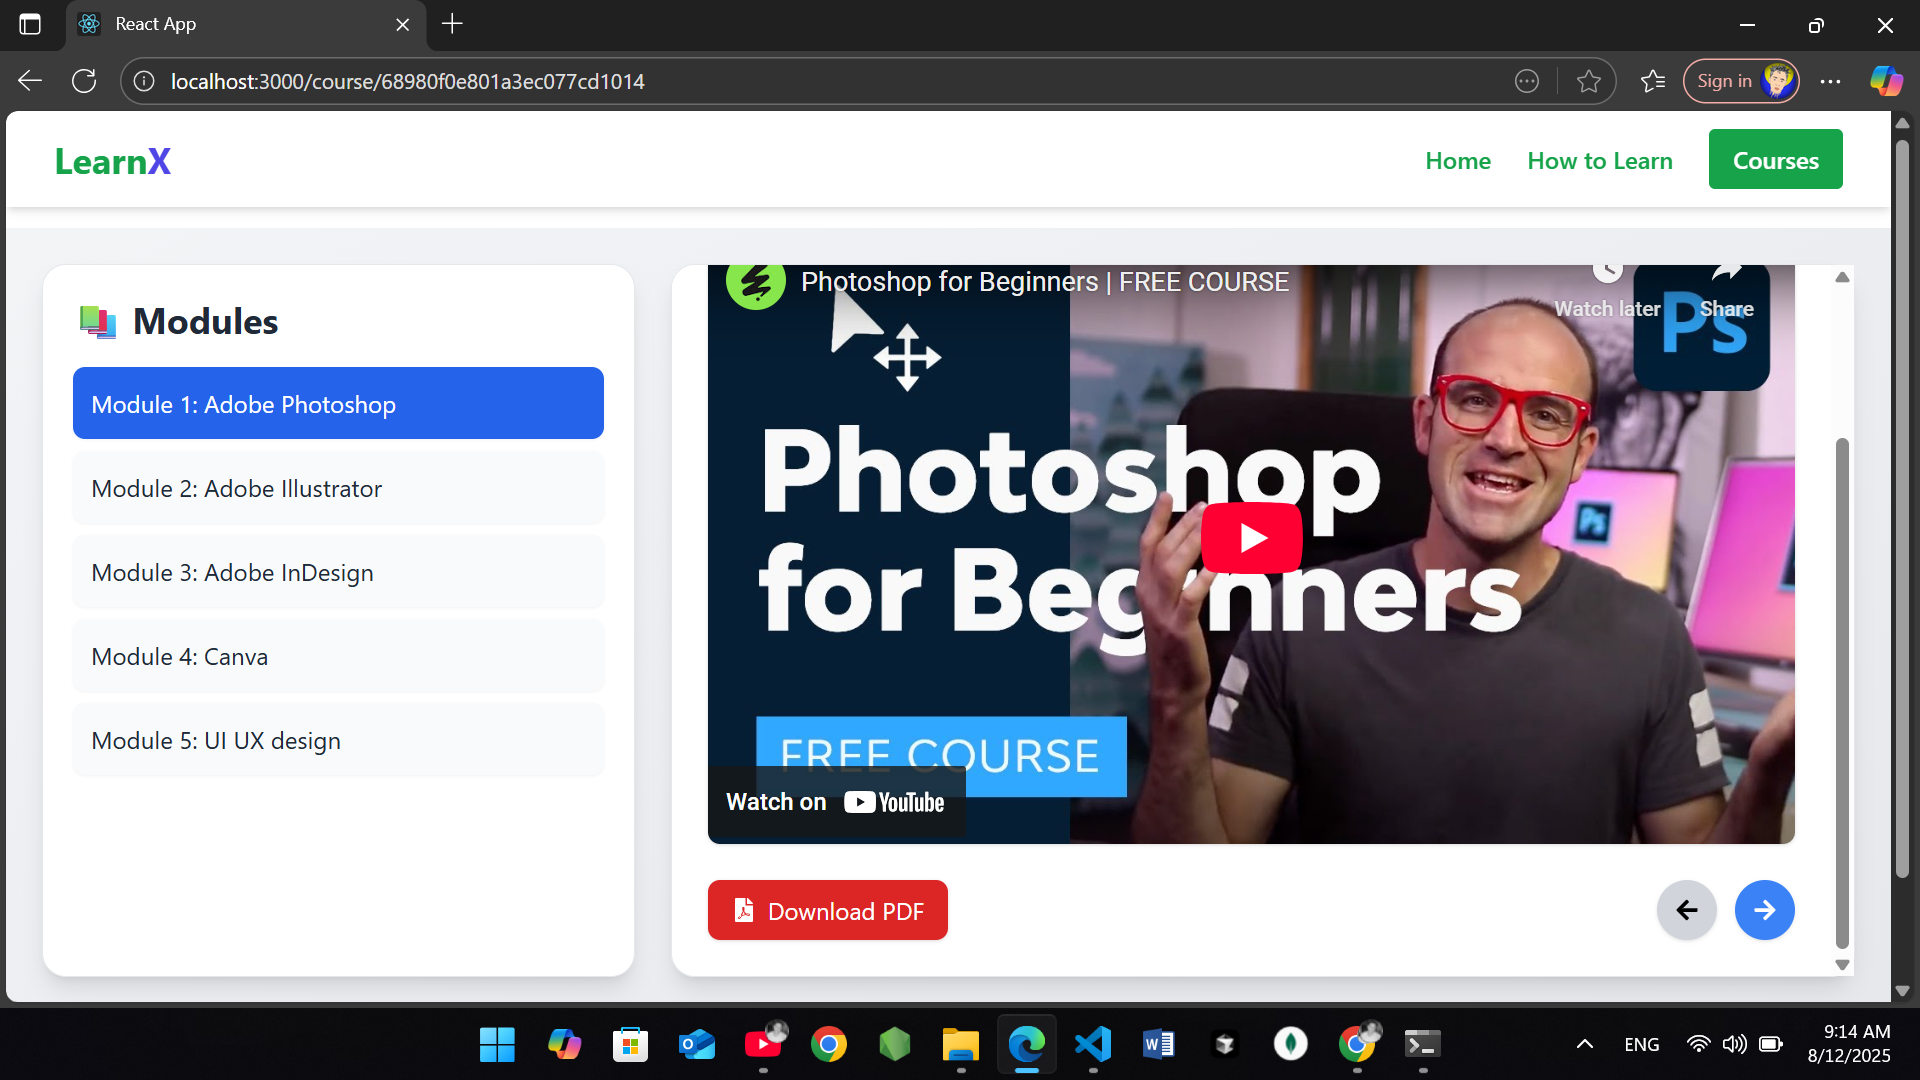 React App
localhost:3000/course/68980f0e801a3ec077cd1014
Sign in
LearnX
Home
How to Learn
Courses
Modules
Module 1: Adobe Photoshop
Module 2: Adobe Illustrator
Module 3: Adobe InDesign
Module 4: Canva
Module 5: UI UX design
Photoshop for Beginners | FREE COURSE
Watch later
Share
Ps
Photoshop
for Beginners
Ps
FREE COURSE
Watch on YouTube
Download PDF
ENG
9:14 AM
8/12/2025